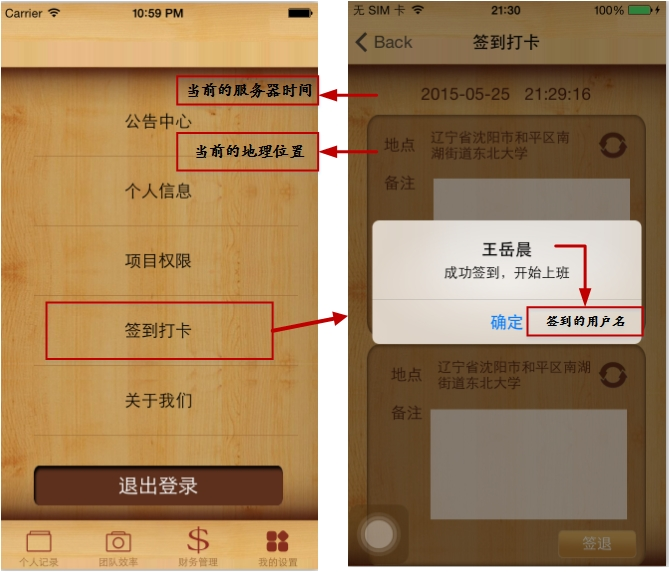 Carrier 10:59 PM
公告中心
个人信息
项目权限
签到打卡
关于我们
退出登录
个人记录 团队效率 财务管理 我的设置
当前的服务器时间
当前的地理位置
无 SIM 卡 21:30 100%
Back 签到打卡
2015-05-25 21:29:16
地点 辽宁省沈阳市和平区南
湖街道东北大学
备注
王岳晨
成功签到，开始上班
确定
签到的用户名
地点 辽宁省沈阳市和平区南湖
街道东北大学
备注
签退